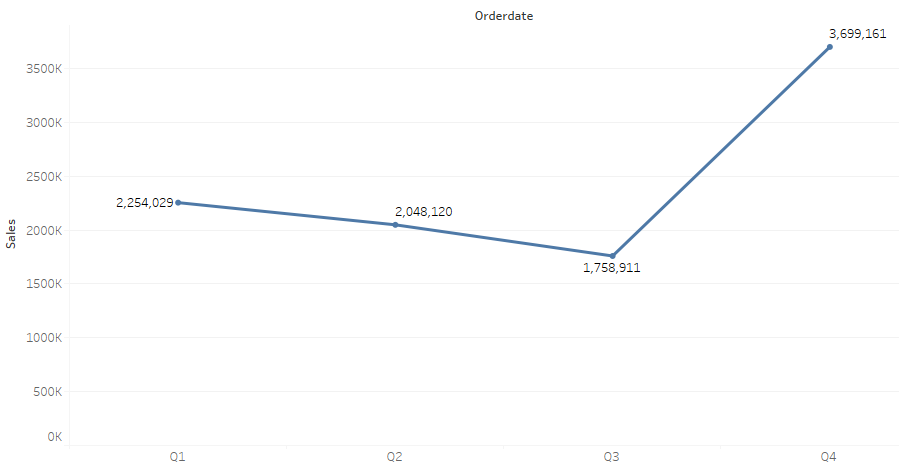 Orderdate
3,699,161
3500K
3000K
2500K
2,254,029
2,048,120
2000K
Sales
1,758,911
1500K
1000K
500K
0K
Q1 Q2 Q3 Q4